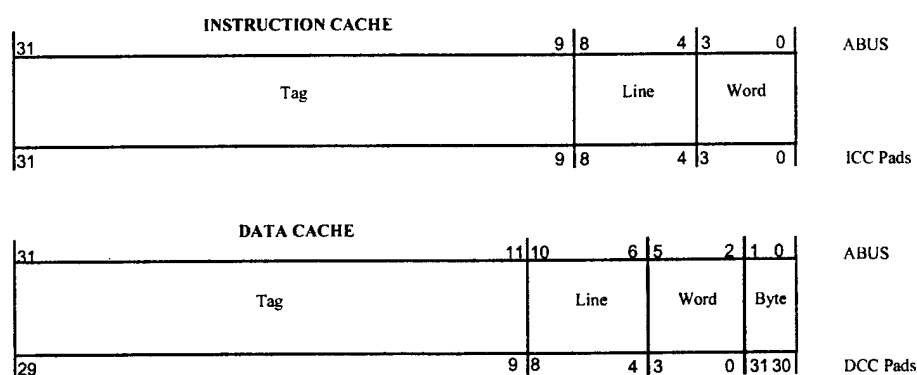 INSTRUCTION CACHE
31 9 8 4 3 0 ABUS
Tag Line Word
31 9 8 4 3 0 ICC Pads
DATA CACHE
31 11 10 6 5 2 1 0 ABUS
Tag Line Word Byte
29 9 8 4 3 0 31 30 DCC Pads